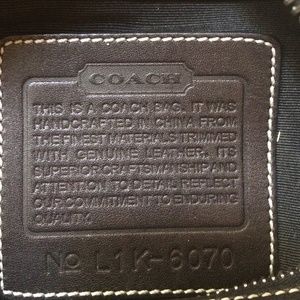 COACH
THIS IS A COACH BAG. IT WAS
HANDCRAFTED IN CHINA FROM
THE FINEST MATERIALS TRIMMED
WITH GENUINE LEATHER. ITS
SUPERIOR CRAFTSMANSHIP AND
ATTENTION TO DETAIL REFLECT
OUR COMMITMENT TO ENDURING
QUALITY.
No L1K-6070